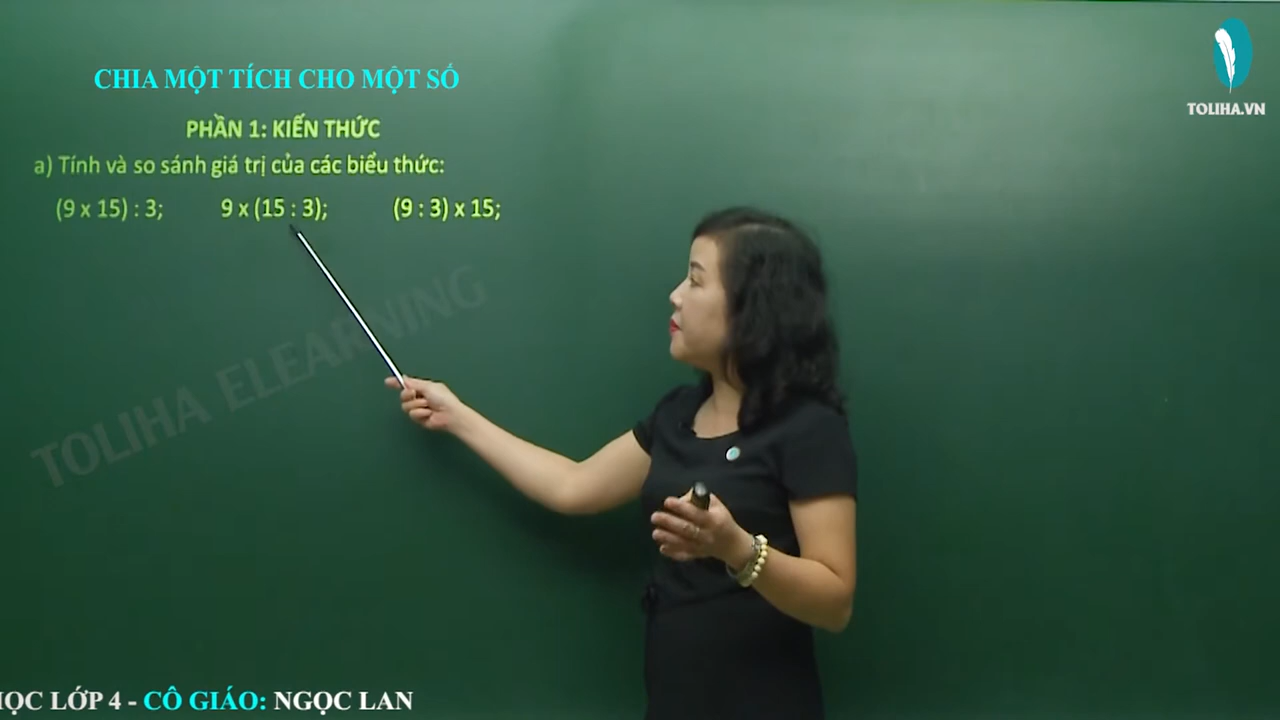 CHIA MỘT TÍCH CHO MỘT SỐ
TOLIHA.VN
PHẦN 1: KIẾN THỨC
a) Tính và so sánh giá trị của các biểu thức:
(9 x 15) : 3; 9 x (15 : 3); (9 : 3) x 15;
TOLIHA ELEARNING
LỚP 4 - CÔ GIÁO: NGỌC LAN